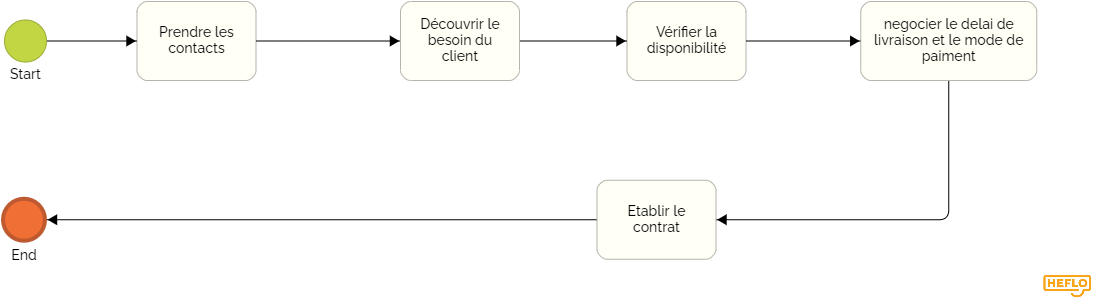 Start
Prendre les
contacts
Découvrir le
besoin du
client
Vérifier la
disponibilité
negocier le delai de
livraison et le mode de
paiment
Etablir le
contrat
End
HEFLO